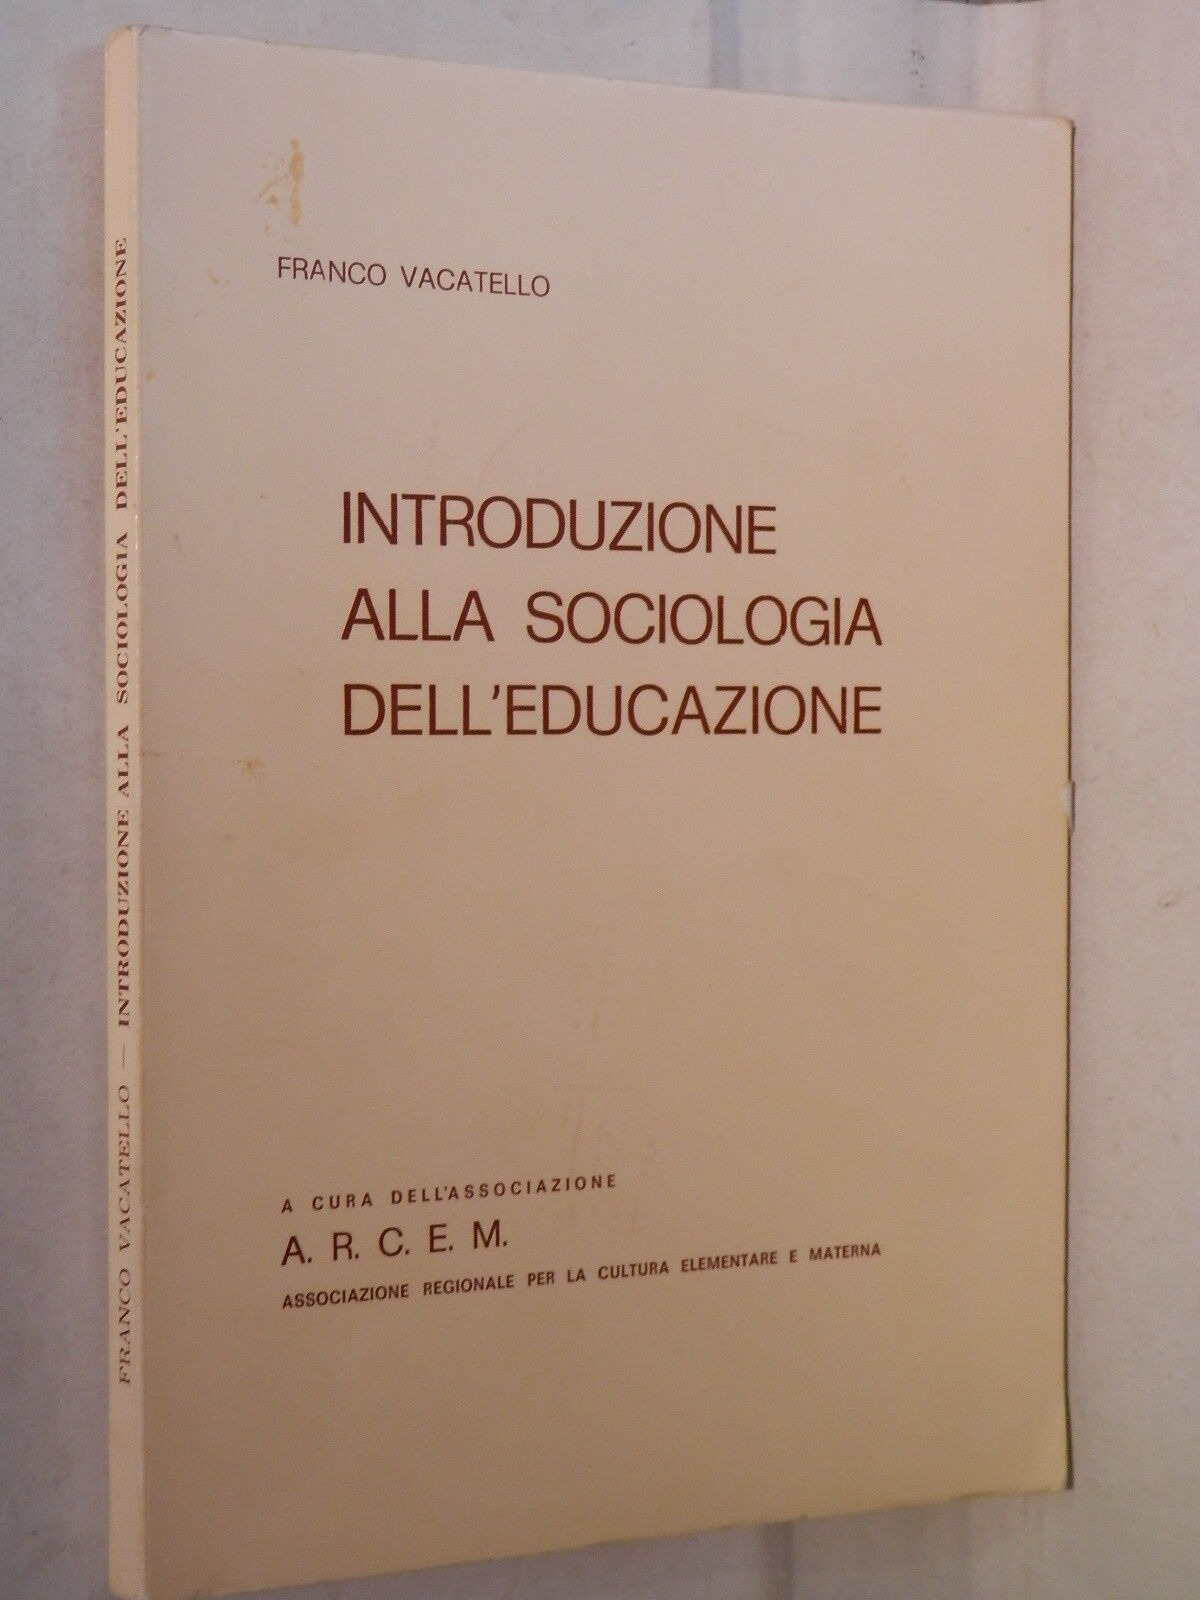 FRANCO VACATELLO — INTRODUZIONE ALLA SOCIOLOGIA DELL'EDUCAZIONE
FRANCO VACATELLO
INTRODUZIONE
ALLA SOCIOLOGIA
DELL'EDUCAZIONE
A CURA DELL'ASSOCIAZIONE
A. R. C. E. M.
ASSOCIAZIONE REGIONALE PER LA CULTURA ELEMENTARE E MATERNA